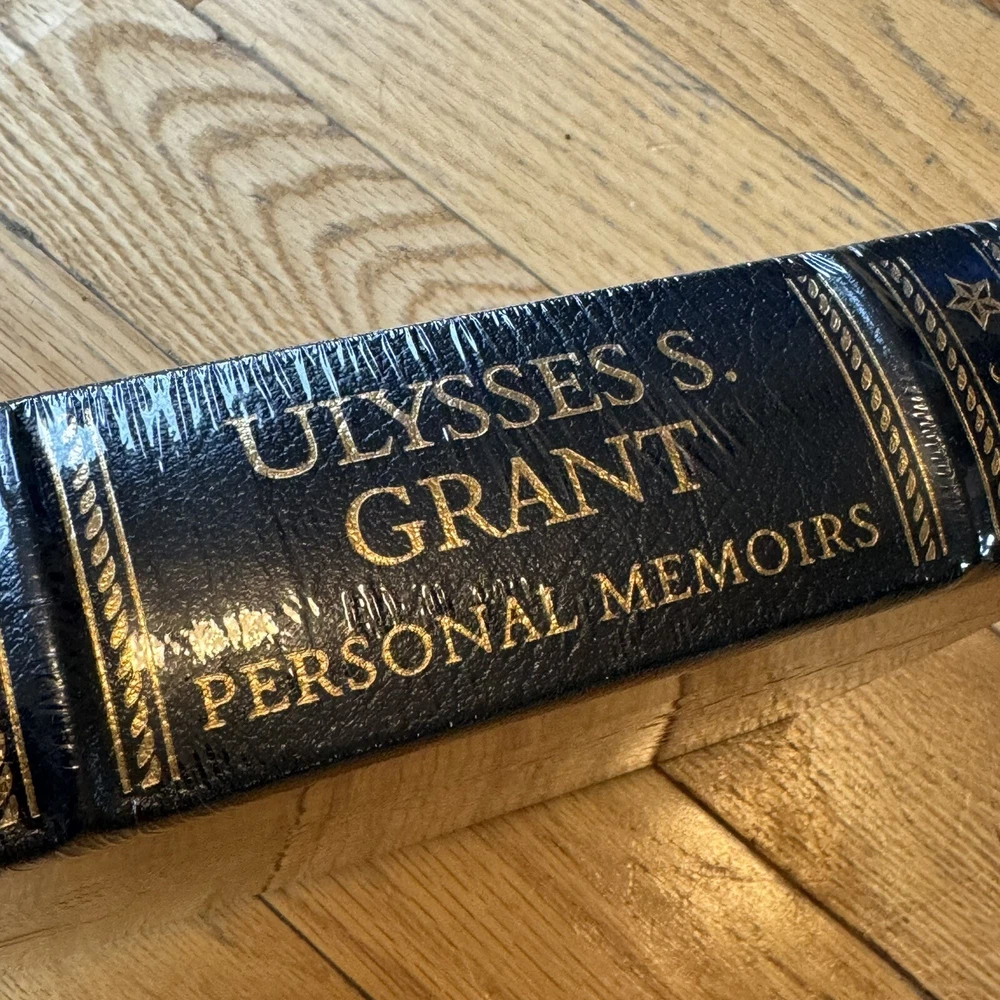 ULYSSES S.
GRANT
PERSONAL MEMOIRS